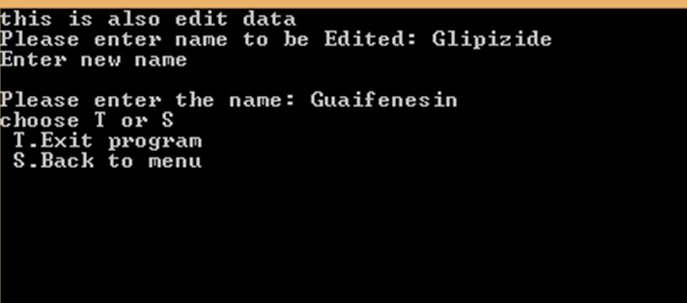 this is also edit data
Please enter name to be Edited: Glipizide
Enter new name
Please enter the name: Guaifenesin
choose T or S
T.Exit program
S.Back to menu